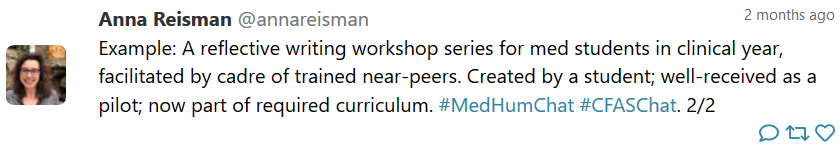 Anna Reisman @annareisman 2 months ago
Example: A reflective writing workshop series for med students in clinical year,
facilitated by cadre of trained near-peers. Created by a student; well-received as a
pilot; now part of required curriculum. #MedHumChat #CFASChat. 2/2